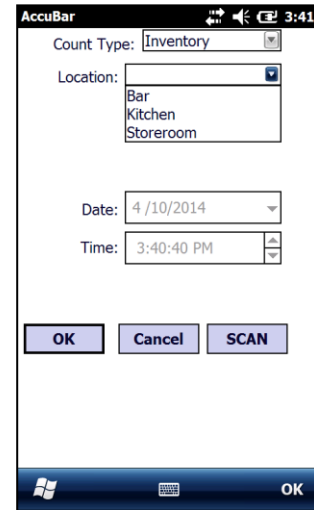 AccuBar 3:41
Count Type: Inventory
Location:
Bar
Kitchen
Storeroom
Date: 4 /10/2014
Time: 3:40:40 PM
OK Cancel SCAN
OK